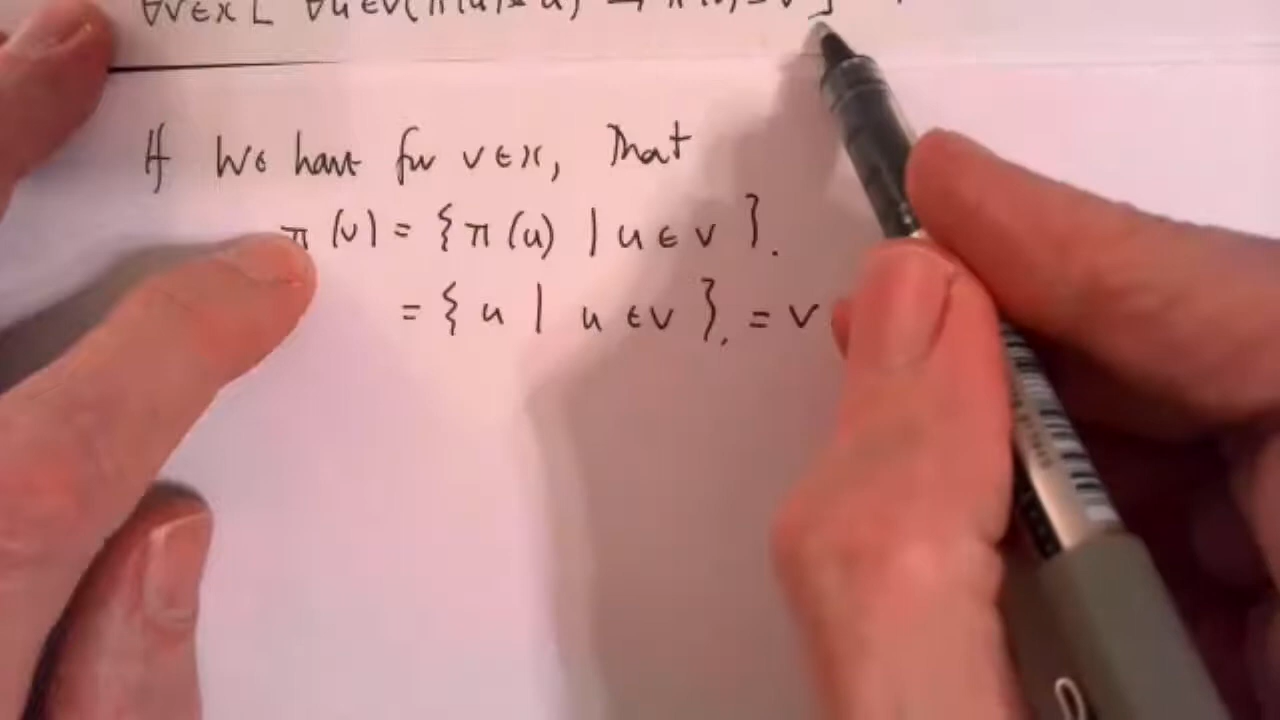 ∀v∈x [ ∀u∈v(π(u)=u) → π(v)=v ]
If We have for v∈x, That
π(v) = {π(u) | u ∈ v}.
= {u | u ∈ v}. = v